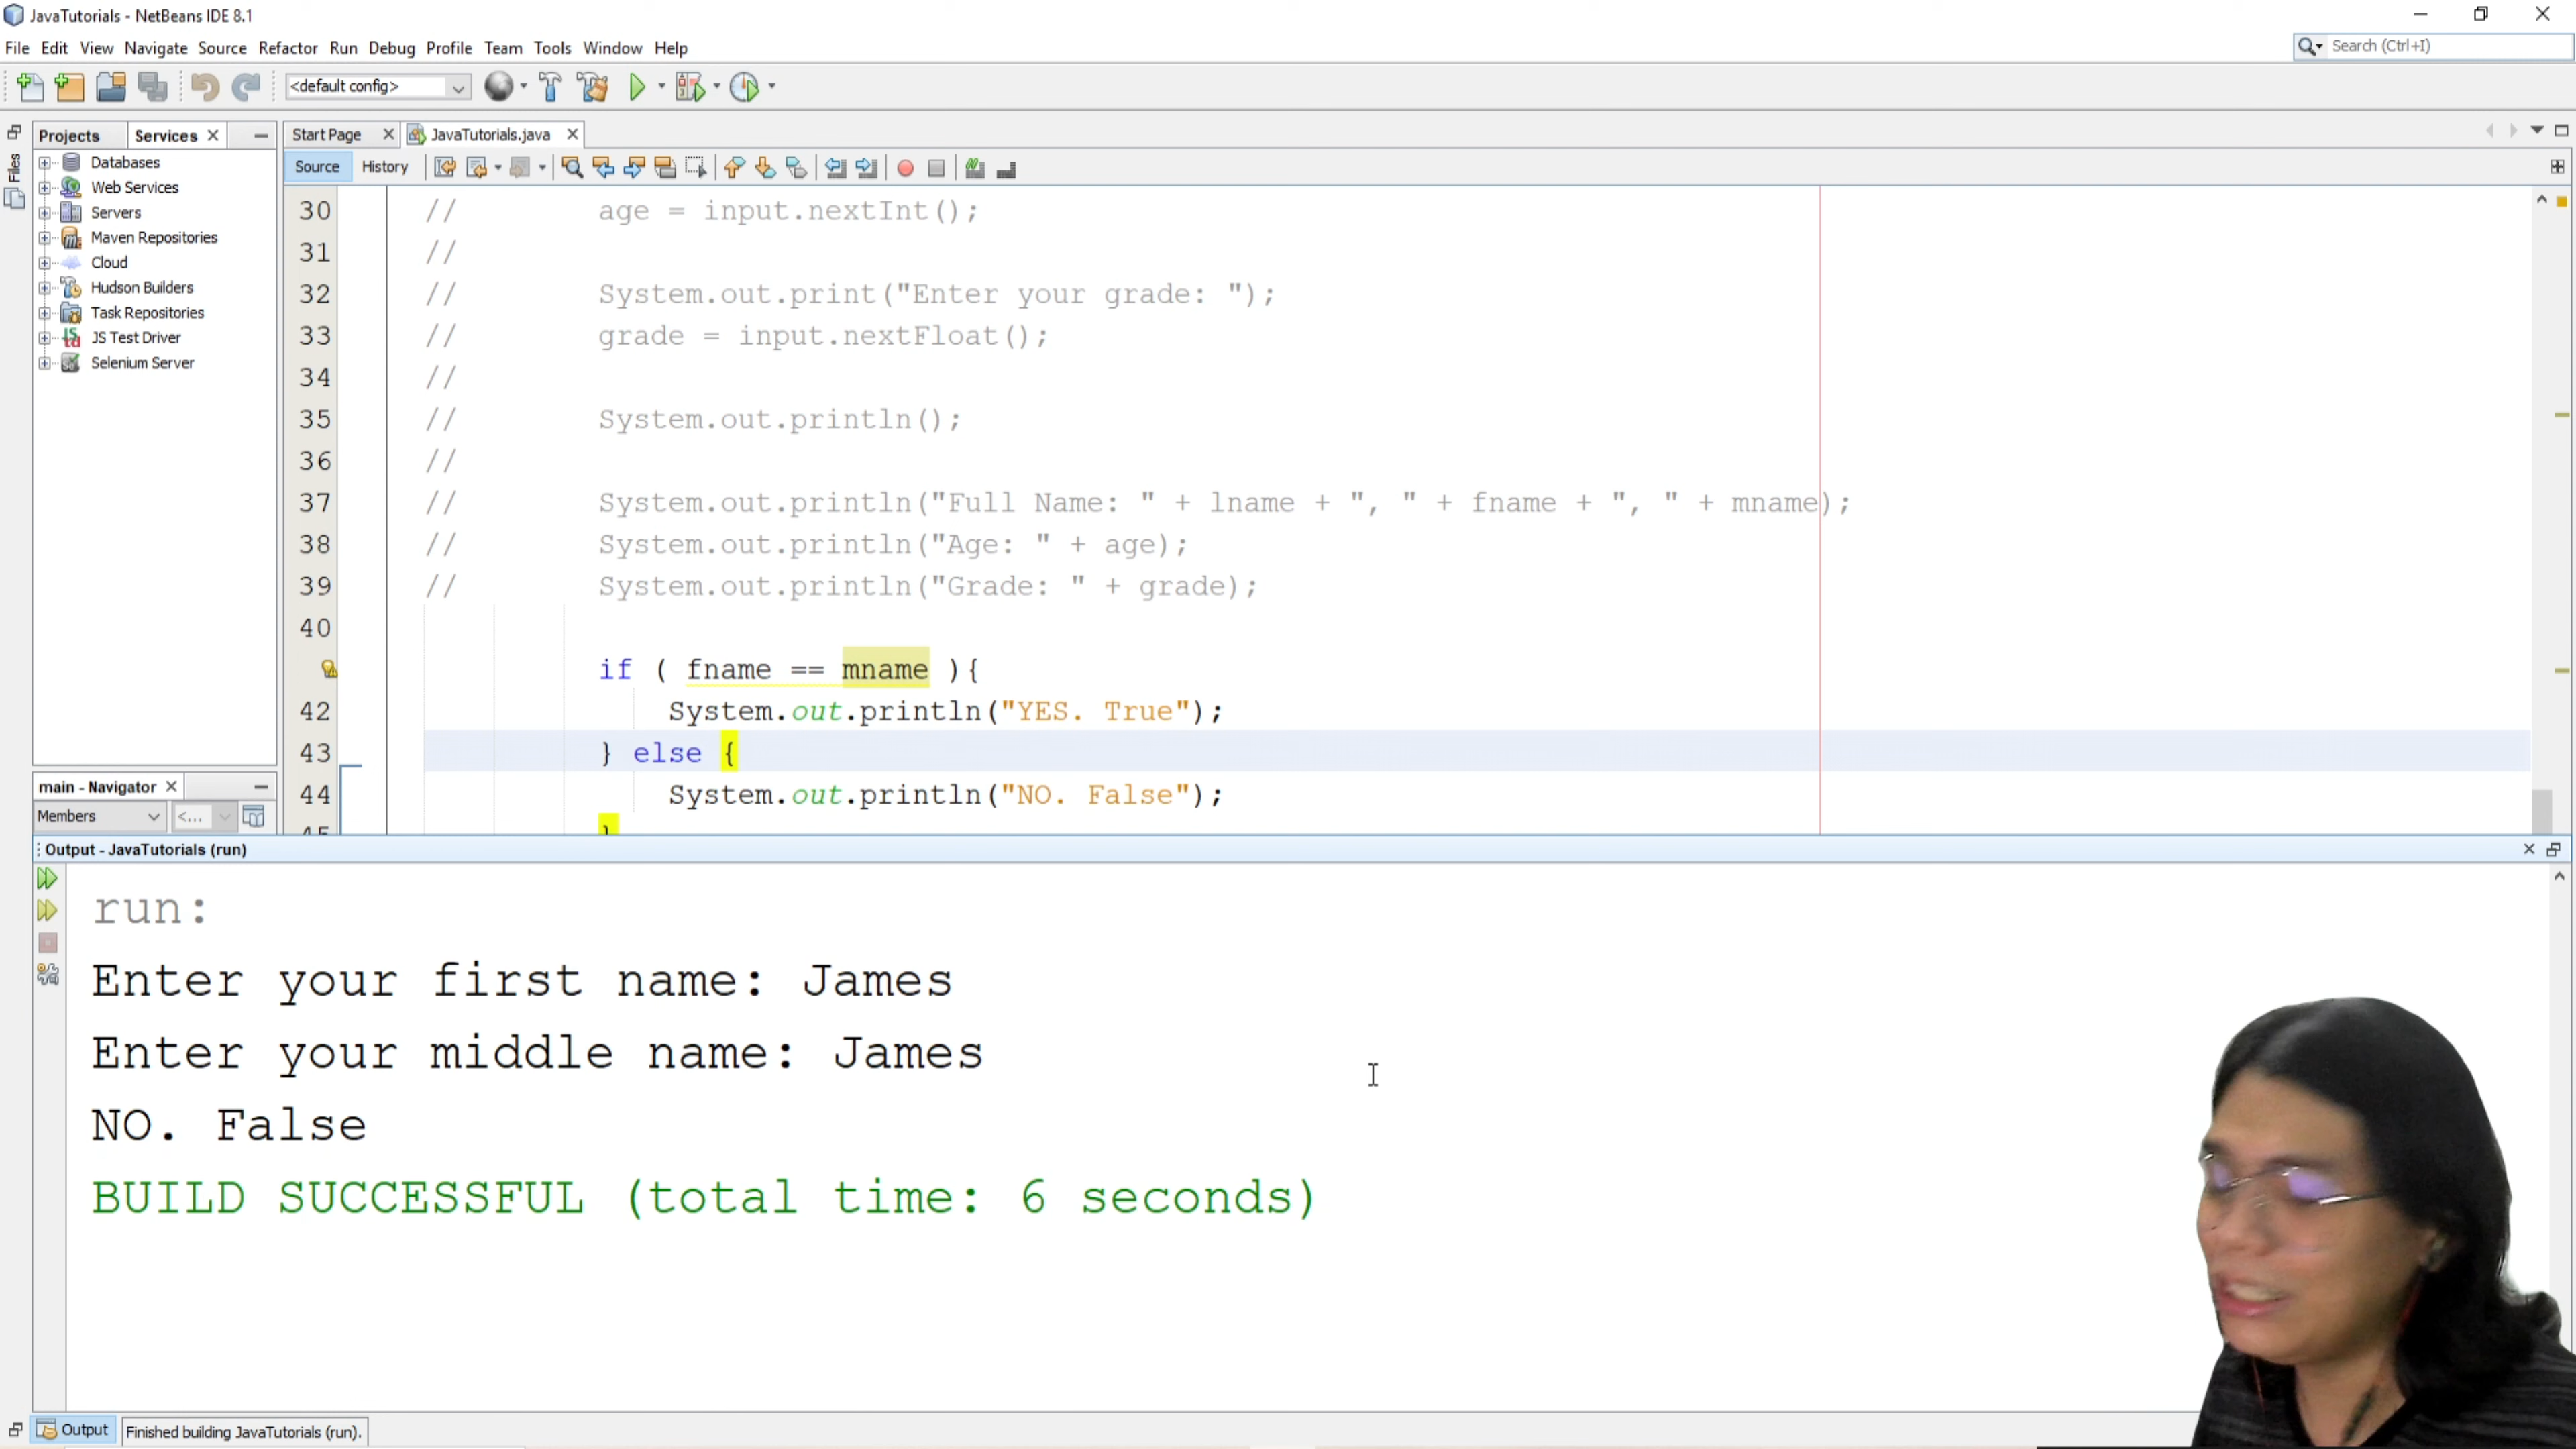 JavaTutorials - NetBeans IDE 8.1
File Edit View Navigate Source Refactor Run Debug Profile Team Tools Window Help
Search (Ctrl+I)
<default config>
Files
Projects
Services
Databases
Web Services
Servers
Maven Repositories
Cloud
Hudson Builders
Task Repositories
JS Test Driver
Selenium Server
Start Page
JavaTutorials.java
Source History
30 // age = input.nextInt();
31 //
32 // System.out.print("Enter your grade: ");
33 // grade = input.nextFloat();
34 //
35 // System.out.println();
36 //
37 // System.out.println("Full Name: " + lname + ", " + fname + ", " + mname);
38 // System.out.println("Age: " + age);
39 // System.out.println("Grade: " + grade);
40
if ( fname == mname ){
42 System.out.println("YES. True");
43 } else {
44 System.out.println("NO. False");
45 }
main - Navigator
Members
<...
Output - JavaTutorials (run)
run:
Enter your first name: James
Enter your middle name: James
NO. False
BUILD SUCCESSFUL (total time: 6 seconds)
Output
Finished building JavaTutorials (run).